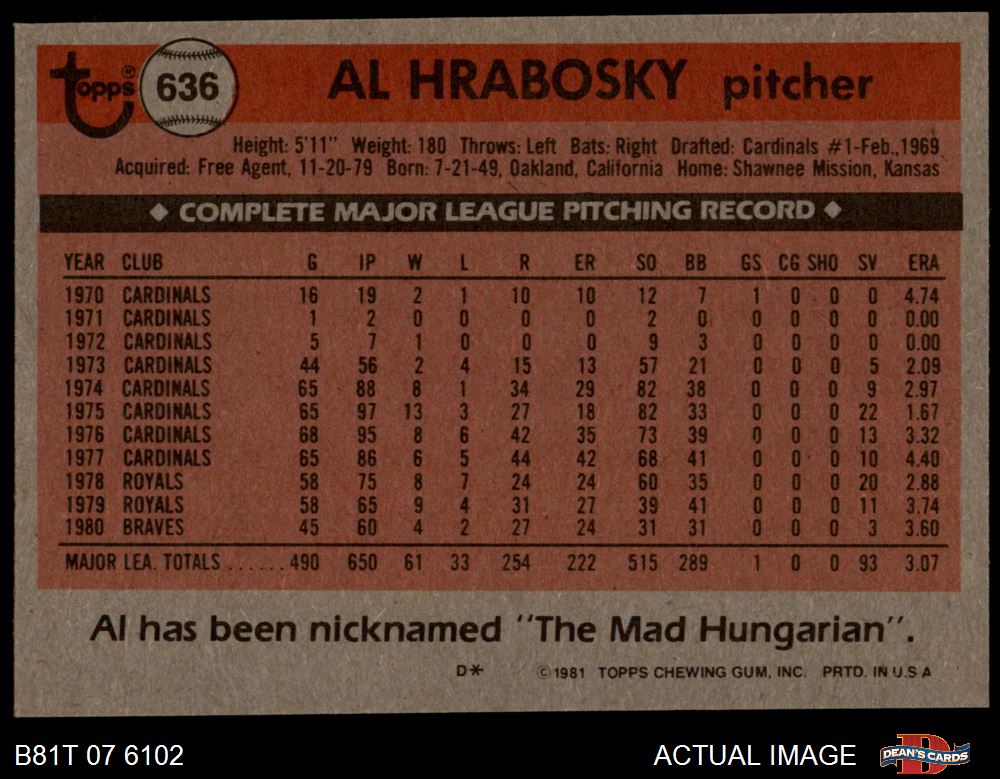 topps® 636 AL HRABOSKY pitcher
Height: 5'11" Weight: 180 Throws: Left Bats: Right Drafted: Cardinals #1-Feb.,1969
Acquired: Free Agent, 11-20-79 Born: 7-21-49, Oakland, California Home: Shawnee Mission, Kansas
◆ COMPLETE MAJOR LEAGUE PITCHING RECORD ◆
YEAR CLUB G IP W L R ER SO BB GS CG SHO SV ERA
1970 CARDINALS 16 19 2 1 10 10 12 7 1 0 0 0 4.74
1971 CARDINALS 1 2 0 0 0 0 2 0 0 0 0 0 0.00
1972 CARDINALS 5 7 1 0 0 0 9 3 0 0 0 0 0.00
1973 CARDINALS 44 56 2 4 15 13 57 21 0 0 0 5 2.09
1974 CARDINALS 65 88 8 1 34 29 82 38 0 0 0 9 2.97
1975 CARDINALS 65 97 13 3 27 18 82 33 0 0 0 22 1.67
1976 CARDINALS 68 95 8 6 42 35 73 39 0 0 0 13 3.32
1977 CARDINALS 65 86 6 5 44 42 68 41 0 0 0 10 4.40
1978 ROYALS 58 75 8 7 24 24 60 35 0 0 0 20 2.88
1979 ROYALS 58 65 9 4 31 27 39 41 0 0 0 11 3.74
1980 BRAVES 45 60 4 2 27 24 31 31 0 0 0 3 3.60
MAJOR LEA. TOTALS ...... 490 650 61 33 254 222 515 289 1 0 0 93 3.07
Al has been nicknamed "The Mad Hungarian".
D* ©1981 TOPPS CHEWING GUM, INC. PRTD. IN U.S A
B81T 07 6102 ACTUAL IMAGE DEAN'S CARDS